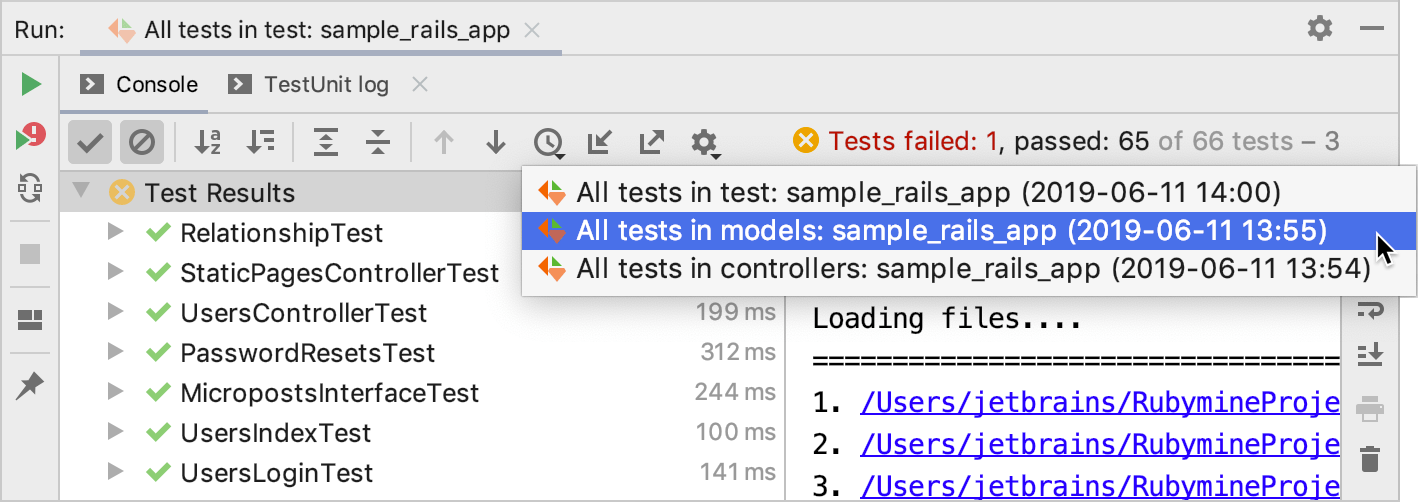 Run: All tests in test: sample_rails_app
Console TestUnit log
Tests failed: 1, passed: 65 of 66 tests – 3
Test Results
All tests in test: sample_rails_app (2019-06-11 14:00)
All tests in models: sample_rails_app (2019-06-11 13:55)
All tests in controllers: sample_rails_app (2019-06-11 13:54)
RelationshipTest
StaticPagesControllerTest
UsersControllerTest 199 ms
PasswordResetsTest 312 ms
MicropostsInterfaceTest 244 ms
UsersIndexTest 100 ms
UsersLoginTest 141 ms
Loading files....
=================================
1. /Users/jetbrains/RubymineProje
2. /Users/jetbrains/RubymineProje
3. /Users/jetbrains/RubymineProje